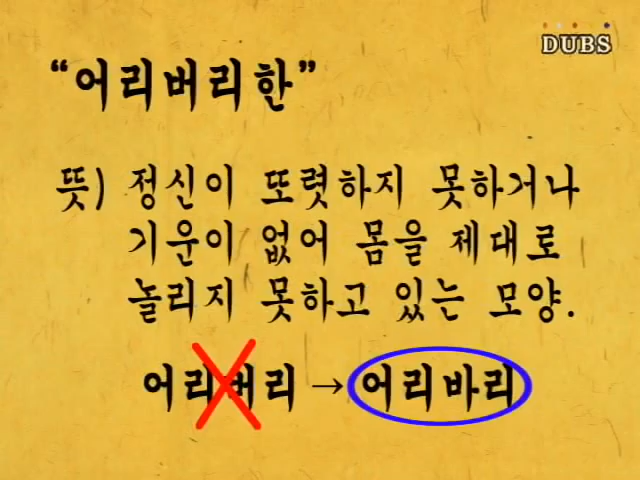 DUBS
“어리버리한”
뜻) 정신이 또렷하지 못하거나
기운이 없어 몸을 제대로
놀리지 못하고 있는 모양.
어리버리 → 어리바리